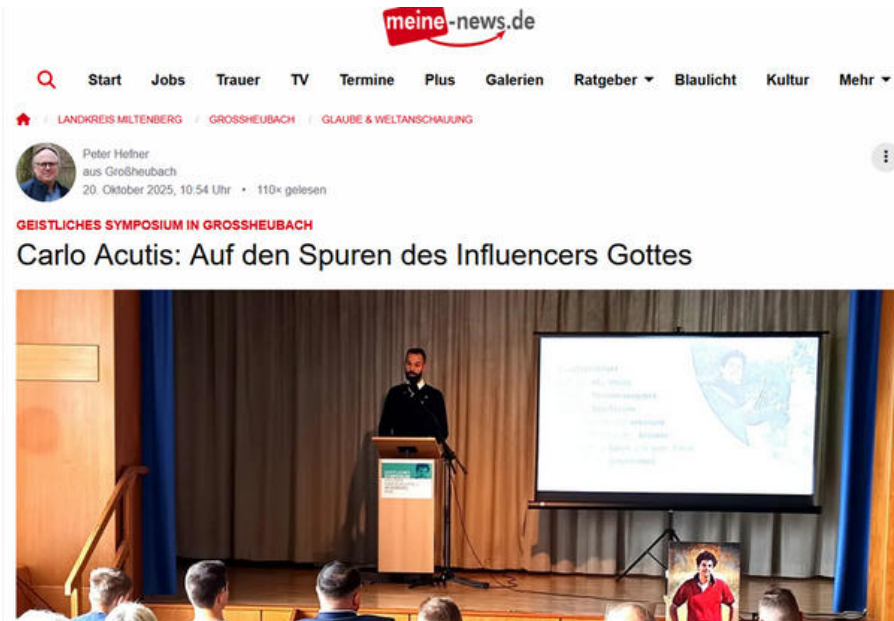 meine-news.de
Start Jobs Trauer TV Termine Plus Galerien Ratgeber Blaulicht Kultur Mehr
/ LANDKREIS MILTENBERG / GROSSHEUBACH / GLAUBE & WELTANSCHAUUNG
Peter Hefner
aus Großheubach
20. Oktober 2025, 10:54 Uhr • 110× gelesen
GEISTLICHES SYMPOSIUM IN GROSSHEUBACH
Carlo Acutis: Auf den Spuren des Influencers Gottes
GEISTLICHES
SYMPOSIUM